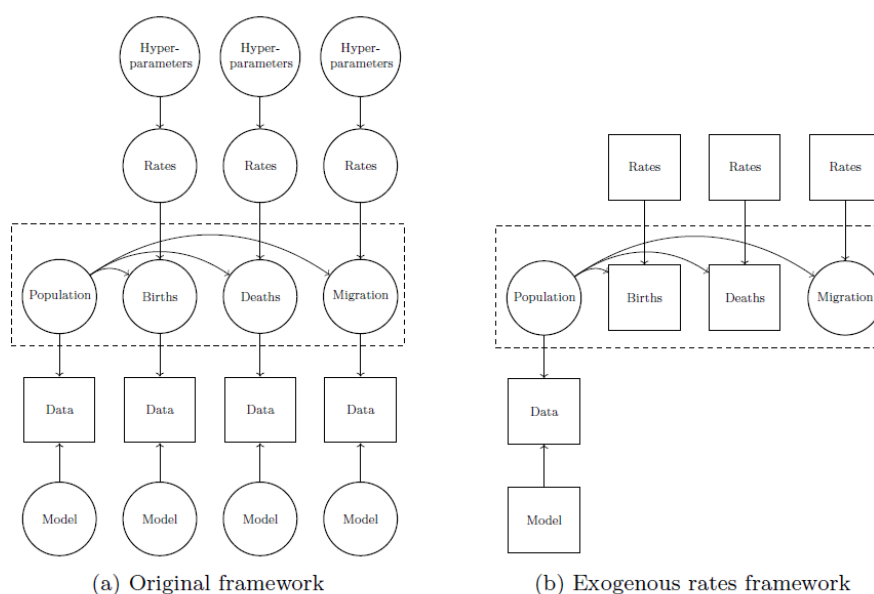 Hyper-
parameters
Hyper-
parameters
Hyper-
parameters
Rates
Rates
Rates
Population
Births
Deaths
Migration
Data
Data
Data
Data
Model
Model
Model
Model
(a) Original framework
Rates
Rates
Rates
Population
Births
Deaths
Migration
Data
Model
(b) Exogenous rates framework